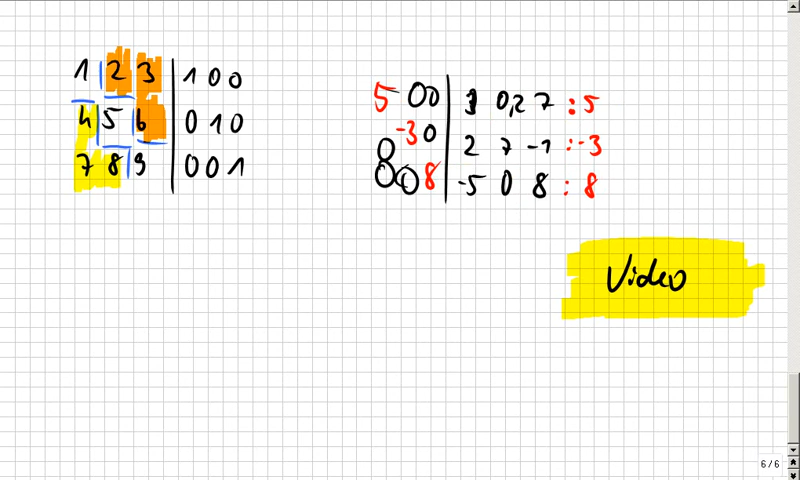 1 2 3 | 1 0 0
4 5 6 | 0 1 0
7 8 9 | 0 0 1
5 0 0 | 3 0,2 7 :5
0 -3 0 | 2 7 -1 :-3
0 0 8 | -5 0 8 :8
Video
6/6